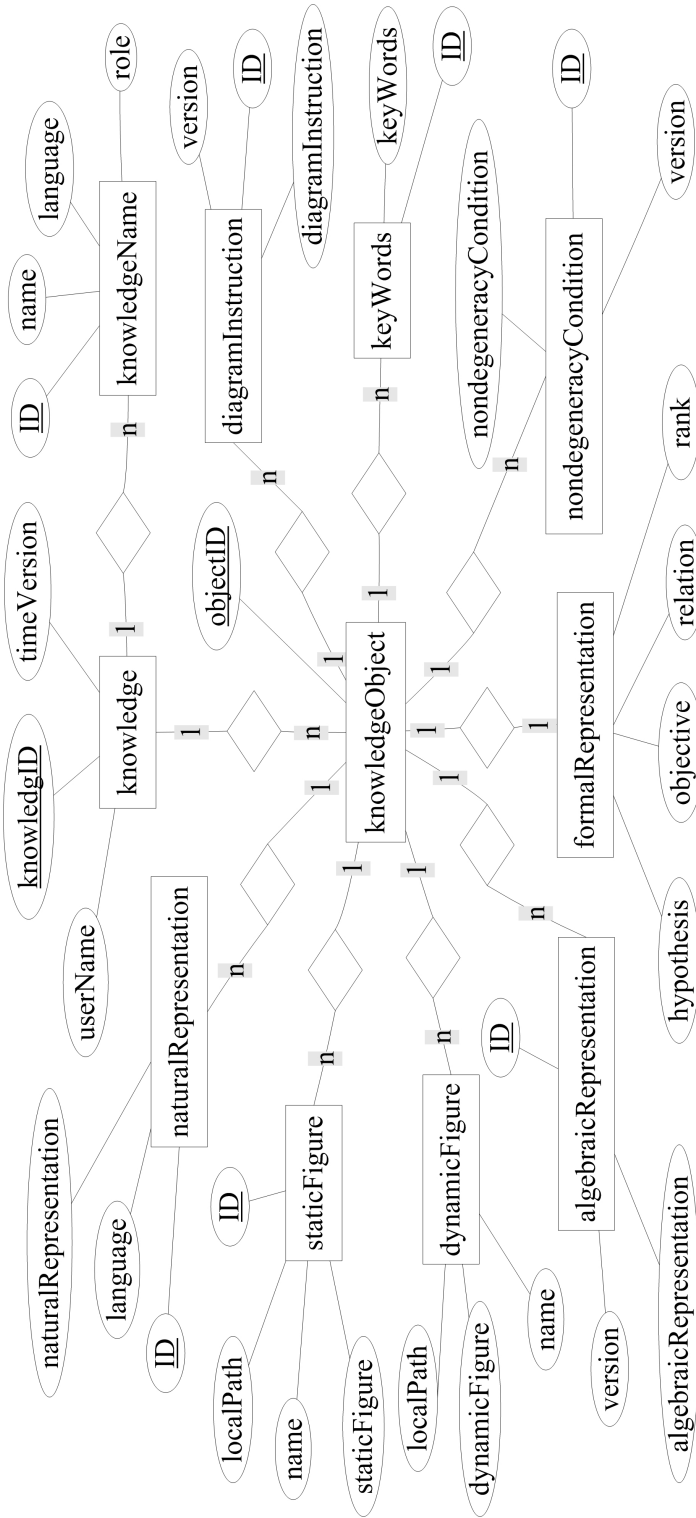 naturalRepresentation
knowledgID
timeVersion
ID
name
language
role
userName
language
knowledge
1
n
knowledgeName
ID
naturalRepresentation
1
version
localPath
ID
n
objectID
diagramInstruction
ID
name
staticFigure
1
n
n
diagramInstruction
staticFigure
n
1
1
knowledgeObject
1
n
keyWords
keyWords
ID
localPath
dynamicFigure
n
1
1
1
1
n
nondegeneracyCondition
dynamicFigure
name
ID
n
1
nondegeneracyCondition
ID
version
algebraicRepresentation
formalRepresentation
algebraicRepresentation
hypothesis
objective
relation
rank
version